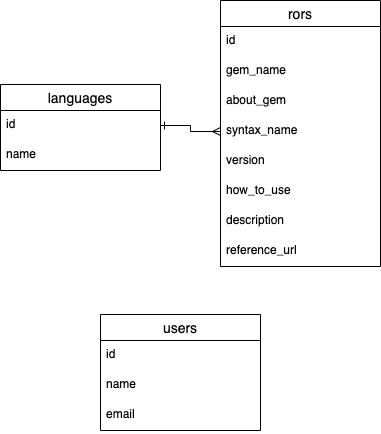 languages
id
name
rors
id
gem_name
about_gem
syntax_name
version
how_to_use
description
reference_url
users
id
name
email